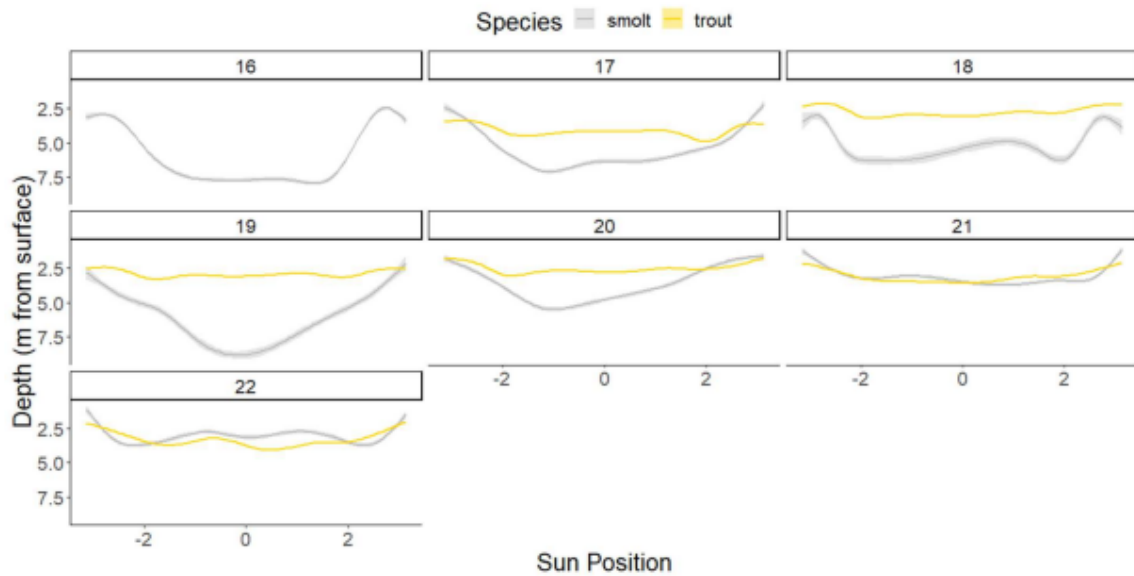 Species smolt trout
16 17 18
2.5
5.0
7.5
19 20 21
2.5
5.0
7.5
-2 0 2 -2 0 2
22
2.5
5.0
7.5
-2 0 2
Depth (m from surface)
Sun Position